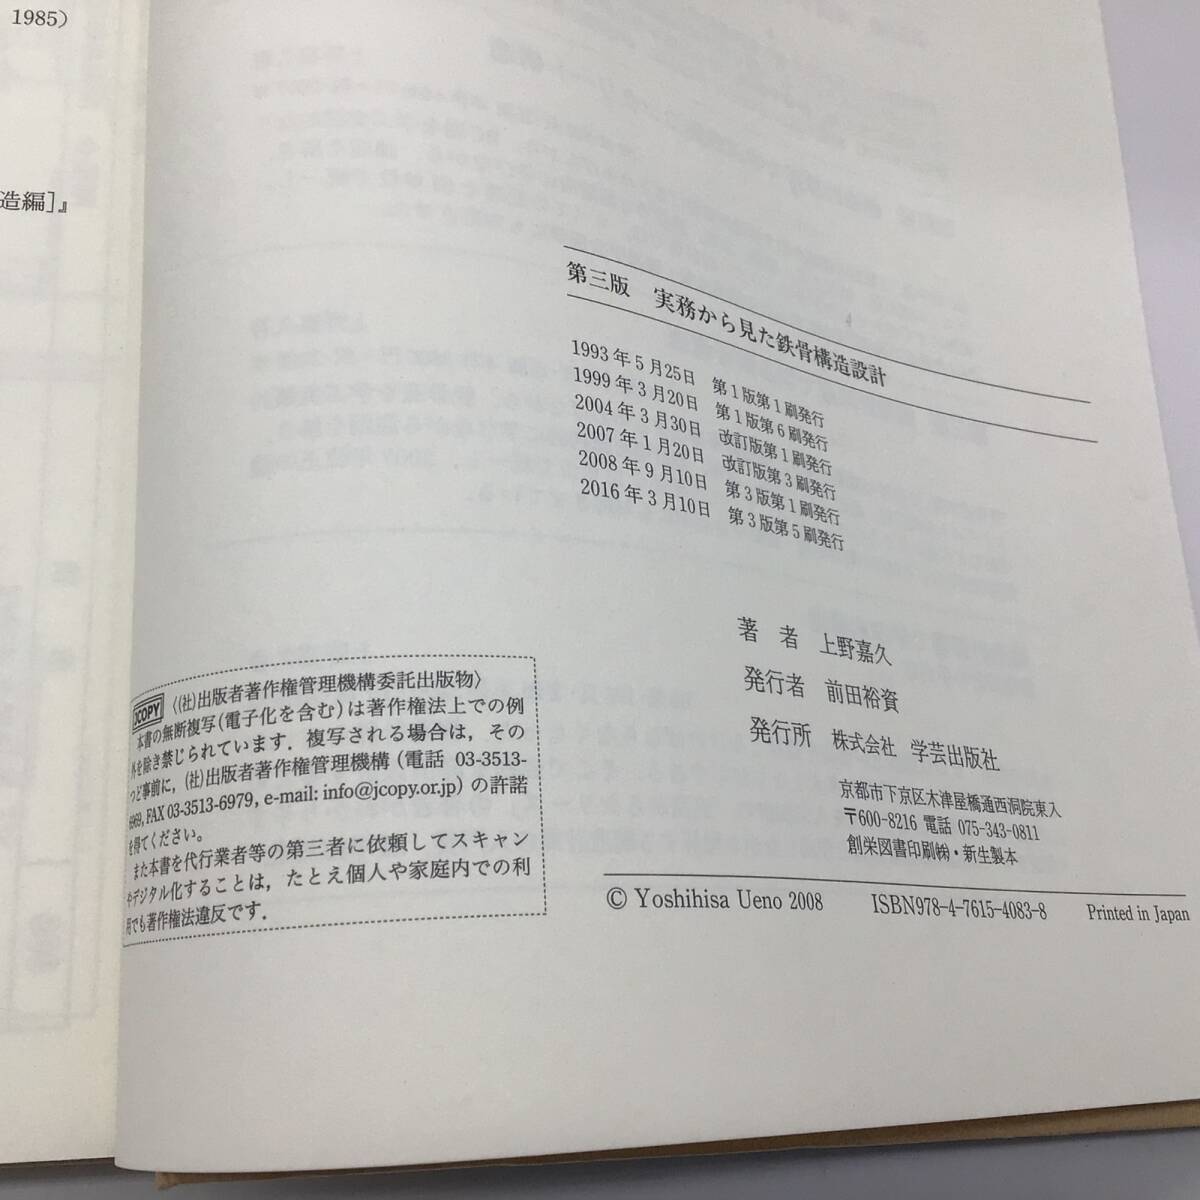 1985)
造編]』
第三版 実務から見た鉄骨構造設計
1993年5月25日 第1版第1刷発行
1999年3月20日 第1版第6刷発行
2004年3月30日 改訂版第1刷発行
2007年1月20日 改訂版第3刷発行
2008年9月10日 第3版第1刷発行
2016年3月10日 第3版第5刷発行
著 者 上野嘉久
発行者 前田裕資
発行所 株式会社 学芸出版社
京都市下京区木津屋橋通西洞院東入
〒600-8216 電話 075-343-0811
創栄図書印刷㈱・新生製本
© Yoshihisa Ueno 2008 ISBN978-4-7615-4083-8 Printed in Japan
JCOPY 〈(社)出版者著作権管理機構委託出版物〉
本書の無断複写(電子化を含む)は著作権法上での例
外を除き禁じられています．複写される場合は，その
つど事前に，(社)出版者著作権管理機構（電話 03-3513-
6969, FAX 03-3513-6979, e-mail: info@jcopy.or.jp）の許諾
を得てください。
また本書を代行業者等の第三者に依頼してスキャン
やデジタル化することは，たとえ個人や家庭内での利
用でも著作権法違反です．